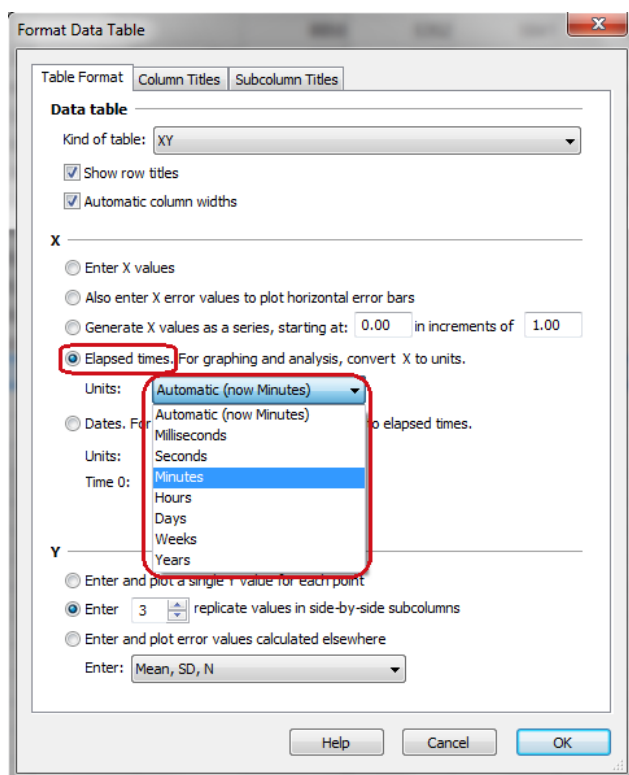 Format Data Table
Table Format Column Titles Subcolumn Titles
Data table
Kind of table: XY
Show row titles
Automatic column widths
X
Enter X values
Also enter X error values to plot horizontal error bars
Generate X values as a series, starting at: 0.00 in increments of 1.00
Elapsed times. For graphing and analysis, convert X to units.
Units: Automatic (now Minutes)
Automatic (now Minutes)
Dates. For o elapsed times.
Milliseconds
Units: Seconds
Time 0: Minutes
Hours
Days
Weeks
Y
Years
Enter and plot a single Y value for each point
Enter 3 replicate values in side-by-side subcolumns
Enter and plot error values calculated elsewhere
Enter: Mean, SD, N
Help Cancel OK